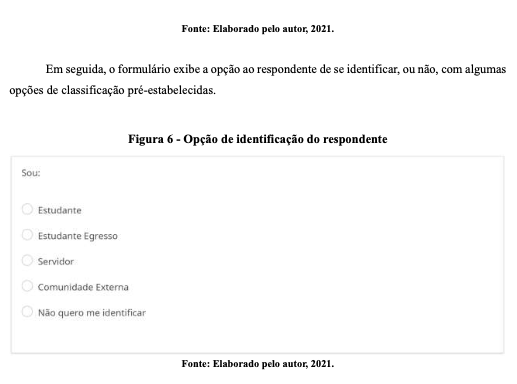 Fonte: Elaborado pelo autor, 2021.
Em seguida, o formulário exibe a opção ao respondente de se identificar, ou não, com algumas
opções de classificação pré-estabelecidas.
Figura 6 - Opção de identificação do respondente
Sou:
Estudante
Estudante Egresso
Servidor
Comunidade Externa
Não quero me identificar
Fonte: Elaborado pelo autor, 2021.